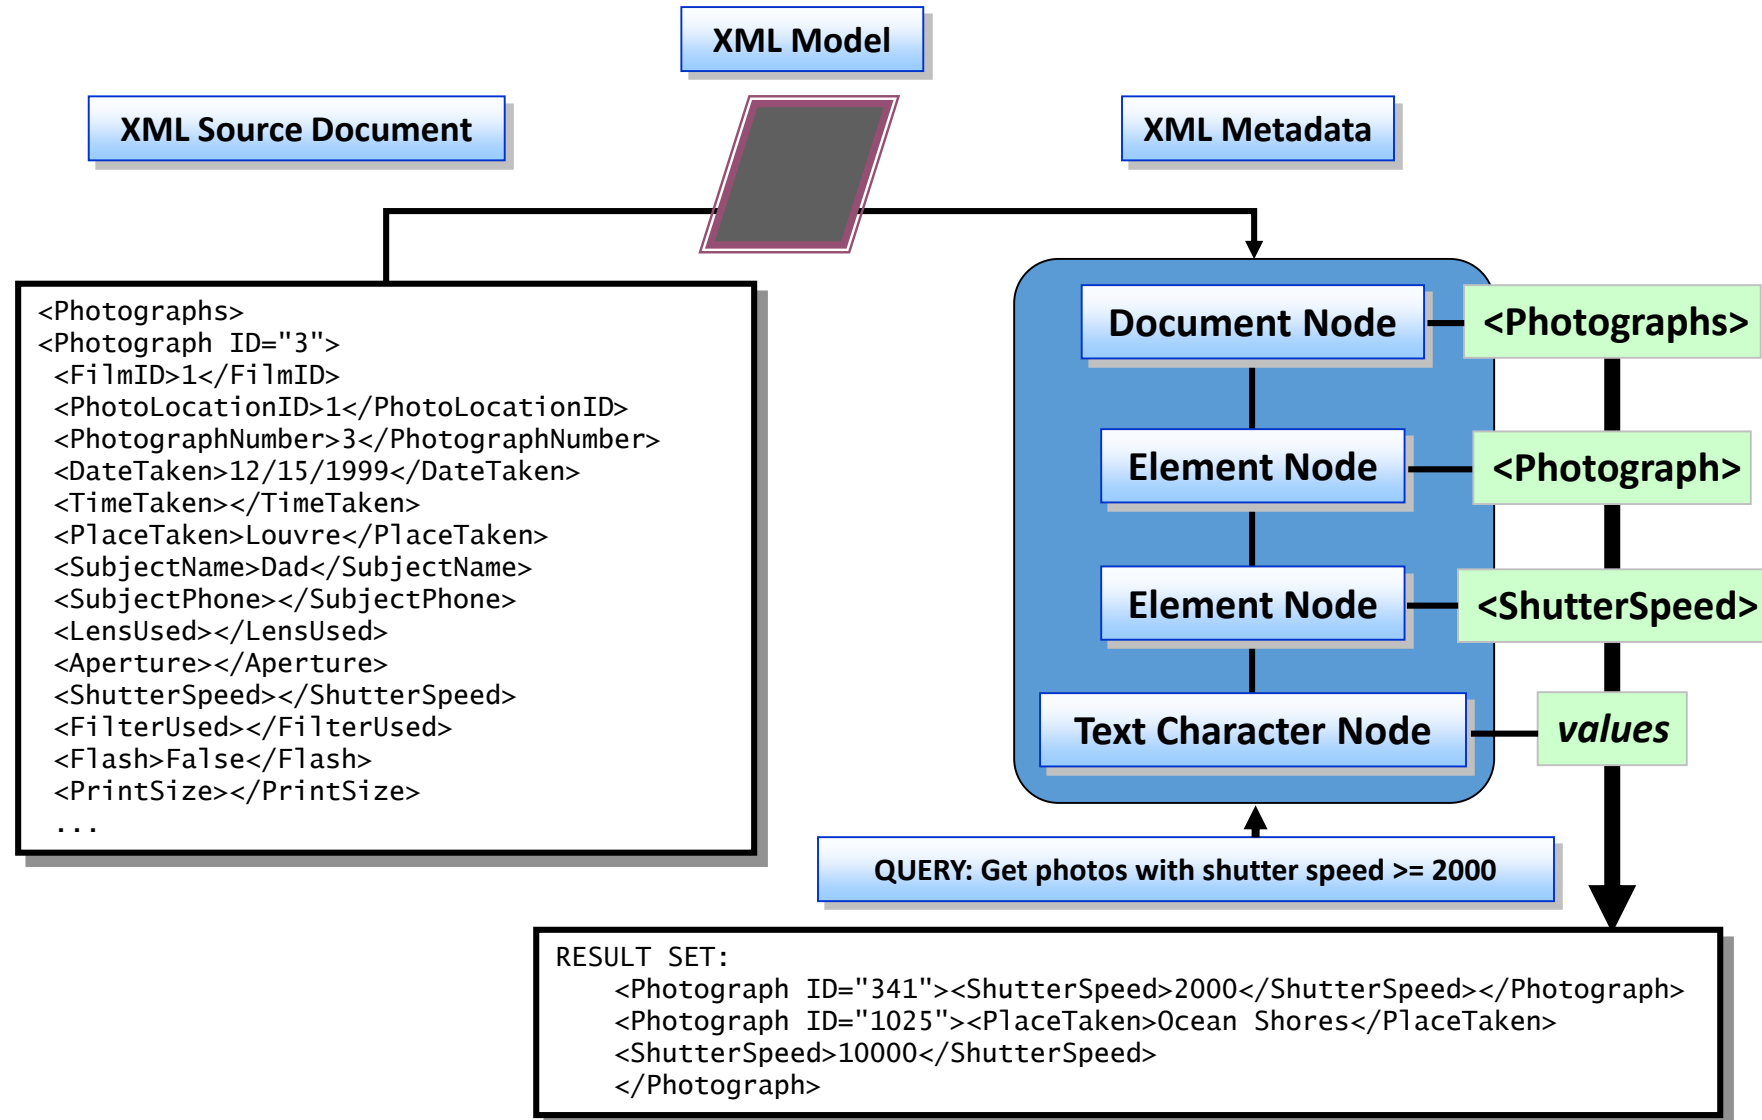 XML Model
XML Source Document
XML Metadata
<Photographs>
<Photograph ID="3">
<FilmID>1</FilmID>
<PhotoLocationID>1</PhotoLocationID>
<PhotographNumber>3</PhotographNumber>
<DateTaken>12/15/1999</DateTaken>
<TimeTaken></TimeTaken>
<PlaceTaken>Louvre</PlaceTaken>
<SubjectName>Dad</SubjectName>
<SubjectPhone></SubjectPhone>
<LensUsed></LensUsed>
<Aperture></Aperture>
<ShutterSpeed></ShutterSpeed>
<FilterUsed></FilterUsed>
<Flash>False</Flash>
<PrintSize></PrintSize>
...
Document Node
<Photographs>
Element Node
<Photograph>
Element Node
<ShutterSpeed>
Text Character Node
values
QUERY: Get photos with shutter speed >= 2000
RESULT SET:
<Photograph ID="341"><ShutterSpeed>2000</ShutterSpeed></Photograph>
<Photograph ID="1025"><PlaceTaken>Ocean Shores</PlaceTaken>
<ShutterSpeed>10000</ShutterSpeed>
</Photograph>